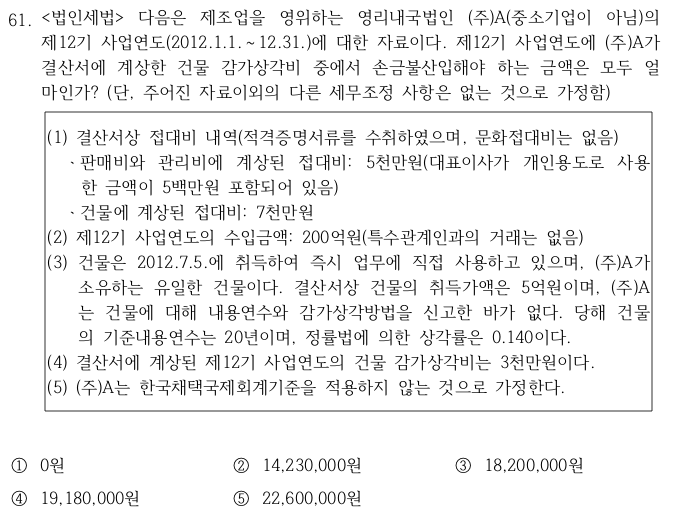 61. <법인세법> 다음은 제조업을 영위하는 영리내국법인 (주)A(중소기업이 아님)의
제12기 사업연도(2012.1.1.~12.31.)에 대한 자료이다. 제12기 사업연도에 (주)A가
결산서에 계상한 건물 감가상각비 중에서 손금불산입해야 하는 금액은 모두 얼
마인가? (단, 주어진 자료이외의 다른 세무조정 사항은 없는 것으로 가정함)
(1) 결산서상 접대비 내역(적격증명서류를 수취하였으며, 문화접대비는 없음)
ㆍ판매비와 관리비에 계상된 접대비: 5천만원(대표이사가 개인용도로 사용
한 금액이 5백만원 포함되어 있음)
ㆍ건물에 계상된 접대비: 7천만원
(2) 제12기 사업연도의 수입금액: 200억원(특수관계인과의 거래는 없음)
(3) 건물은 2012.7.5.에 취득하여 즉시 업무에 직접 사용하고 있으며, (주)A가
소유하는 유일한 건물이다. 결산서상 건물의 취득가액은 5억원이며, (주)A
는 건물에 대해 내용연수와 감가상각방법을 신고한 바가 없다. 당해 건물
의 기준내용연수는 20년이며, 정률법에 의한 상각률은 0.140이다.
(4) 결산서에 계상된 제12기 사업연도의 건물 감가상각비는 3천만원이다.
(5) (주)A는 한국채택국제회계기준을 적용하지 않는 것으로 가정한다.
① 0원 ② 14,230,000원 ③ 18,200,000원
④ 19,180,000원 ⑤ 22,600,000원